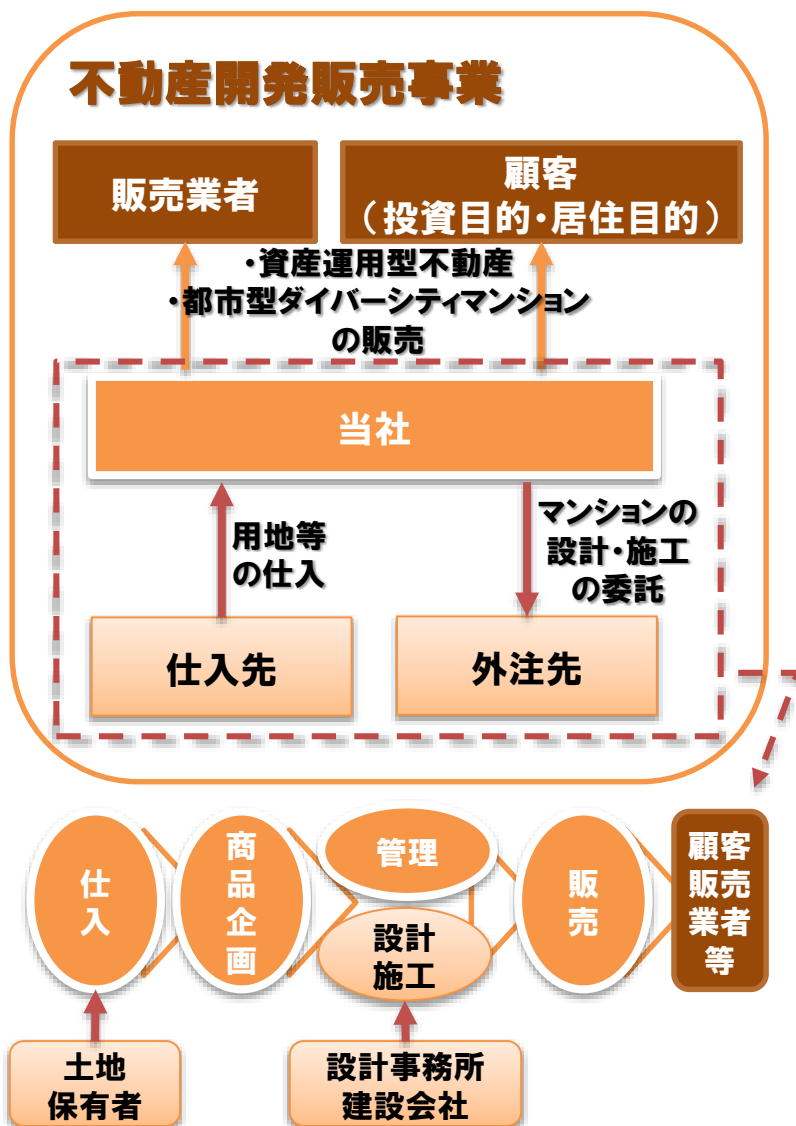 不動産開発販売事業
販売業者
顧客
（投資目的・居住目的）
・資産運用型不動産
・都市型ダイバーシティマンション
の販売
当社
用地等
の仕入
マンションの
設計・施工
の委託
仕入先
外注先
仕入
商品企画
管理
設計
施工
販売
顧客
販売
業者
等
土地
保有者
設計事務所
建設会社